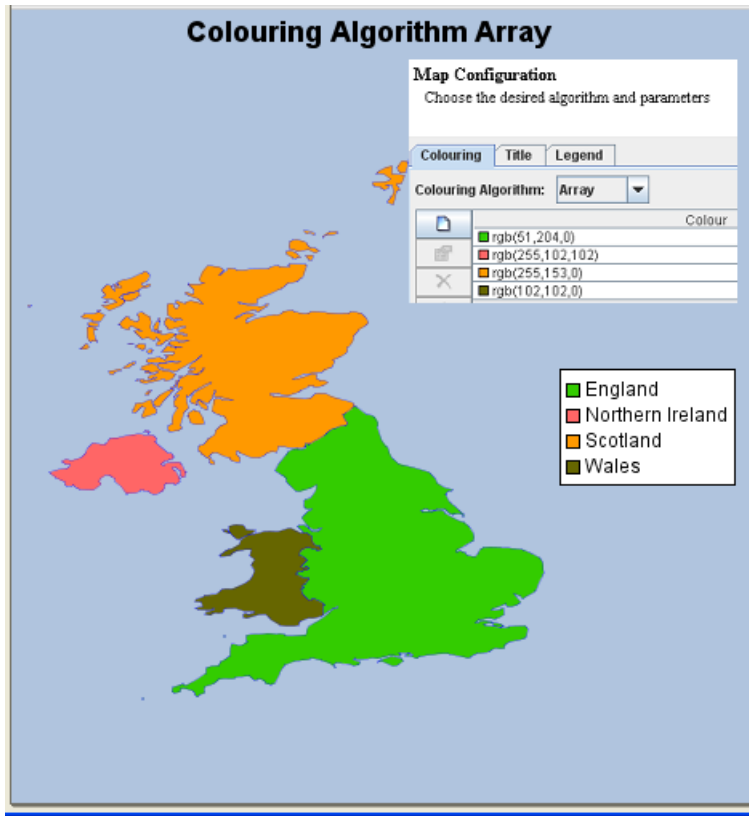 Colouring Algorithm Array
Map Configuration
Choose the desired algorithm and parameters
Colouring Title Legend
Colouring Algorithm: Array
Colour
rgb(51,204,0)
rgb(255,102,102)
rgb(255,153,0)
rgb(102,102,0)
England
Northern Ireland
Scotland
Wales